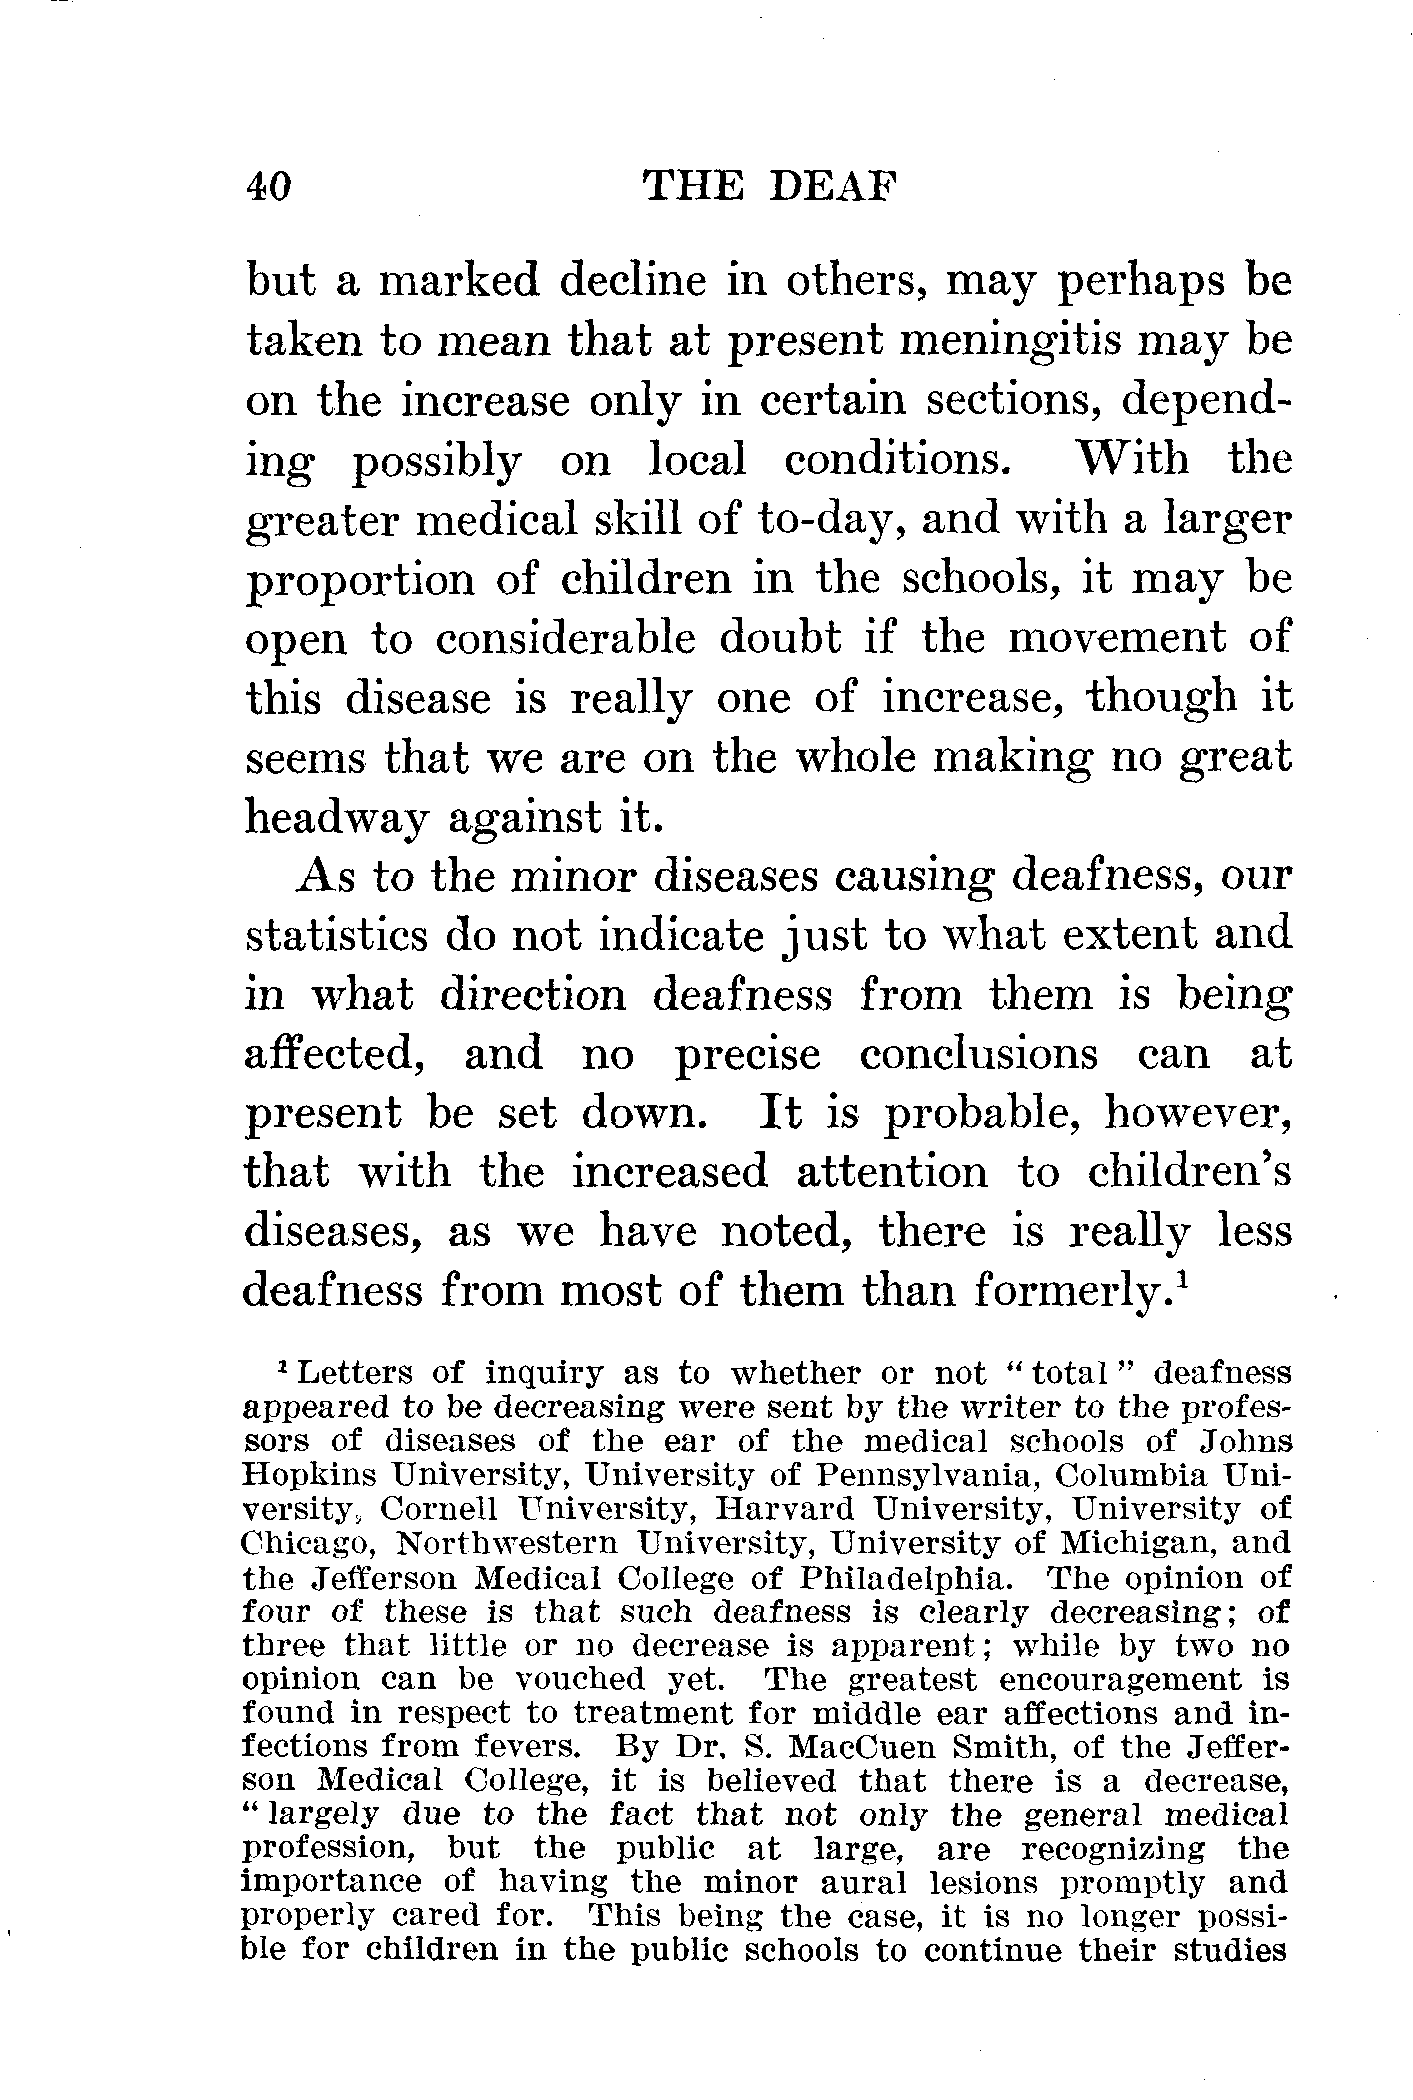 40 THE DEAF
but a marked decline in others, may perhaps be
taken to mean that at present meningitis may be
on the increase only in certain sections, depend-
ing possibly on local conditions. With the
greater medical skill of to-day, and with a larger
proportion of children in the schools, it may be
open to considerable doubt if the movement of
this disease is really one of increase, though it
seems that we are on the whole making no great
headway against it.
As to the minor diseases causing deafness, our
statistics do not indicate just to what extent and
in what direction deafness from them is being
affected, and no precise conclusions can at
present be set down. It is probable, however,
that with the increased attention to children's
diseases, as we have noted, there is really less
deafness from most of them than formerly.¹
¹ Letters of inquiry as to whether or not "total" deafness
appeared to be decreasing were sent by the writer to the profes-
sors of diseases of the ear of the medical schools of Johns
Hopkins University, University of Pennsylvania, Columbia Uni-
versity, Cornell University, Harvard University, University of
Chicago, Northwestern University, University of Michigan, and
the Jefferson Medical College of Philadelphia. The opinion of
four of these is that such deafness is clearly decreasing; of
three that little or no decrease is apparent; while by two no
opinion can be vouched yet. The greatest encouragement is
found in respect to treatment for middle ear affections and in-
fections from fevers. By Dr. S. MacCuen Smith, of the Jeffer-
son Medical College, it is believed that there is a decrease,
"largely due to the fact that not only the general medical
profession, but the public at large, are recognizing the
importance of having the minor aural lesions promptly and
properly cared for. This being the case, it is no longer possi-
ble for children in the public schools to continue their studies